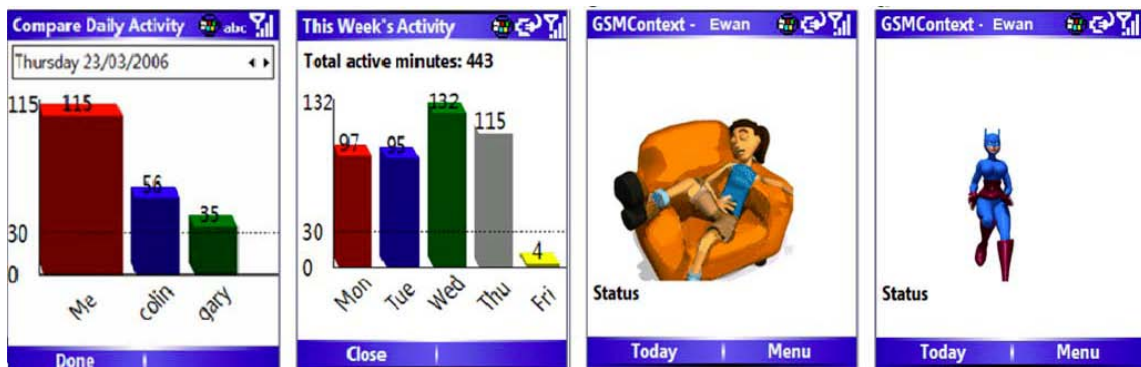 Compare Daily Activity abc
Thursday 23/03/2006
115
115
56
35
30
0
Me
colin
gary
Done
This Week's Activity
Total active minutes: 443
132
132
97
95
115
30
4
0
Mon
Tue
Wed
Thu
Fri
Close
GSMContext - Ewan
Status
Today Menu
GSMContext - Ewan
Status
Today Menu